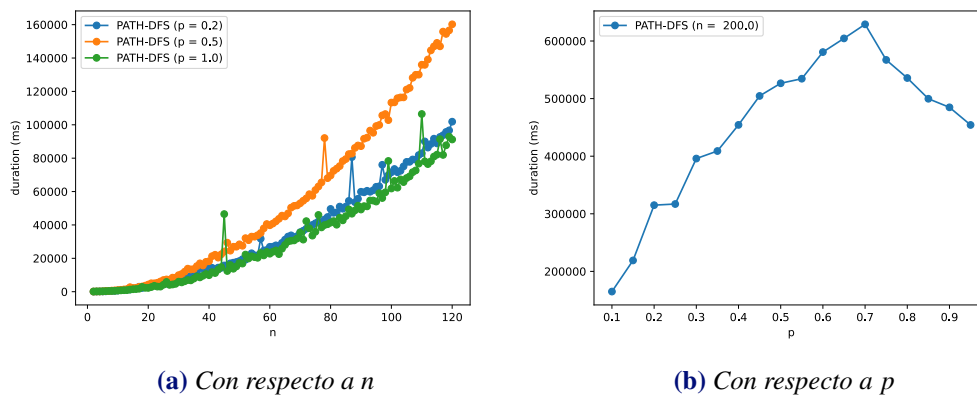 PATH-DFS (p = 0.2)
PATH-DFS (p = 0.5)
PATH-DFS (p = 1.0)
160000
140000
120000
100000
80000
60000
40000
20000
0
duration (ms)
0 20 40 60 80 100 120
n
(a) Con respecto a n
PATH-DFS (n = 200.0)
600000
500000
400000
300000
200000
duration (ms)
0.1 0.2 0.3 0.4 0.5 0.6 0.7 0.8 0.9
p
(b) Con respecto a p